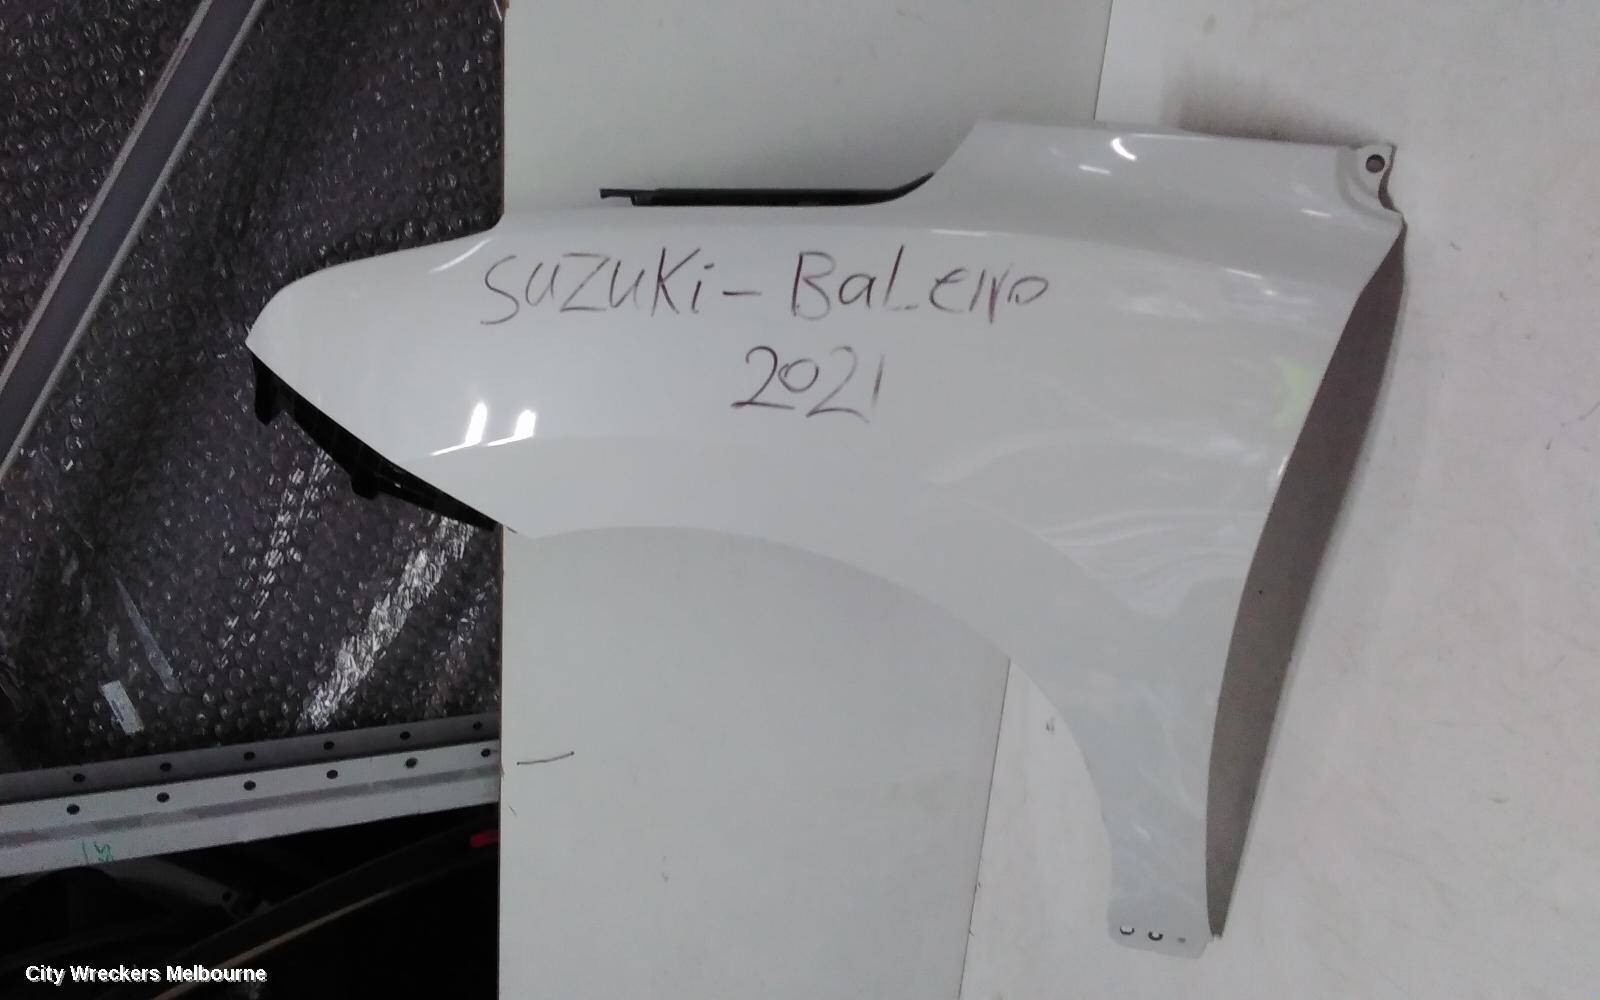 SUZUKi - BaLeno
2021
City Wreckers Melbourne